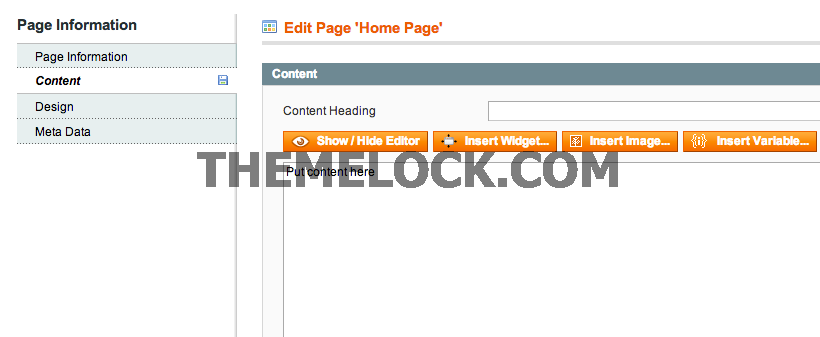 Page Information
Page Information
Content
Design
Meta Data
Edit Page 'Home Page'
Content
Content Heading
Show / Hide Editor
Insert Widget...
Insert Image...
Insert Variable...
Put content here
THEMELOCK.COM